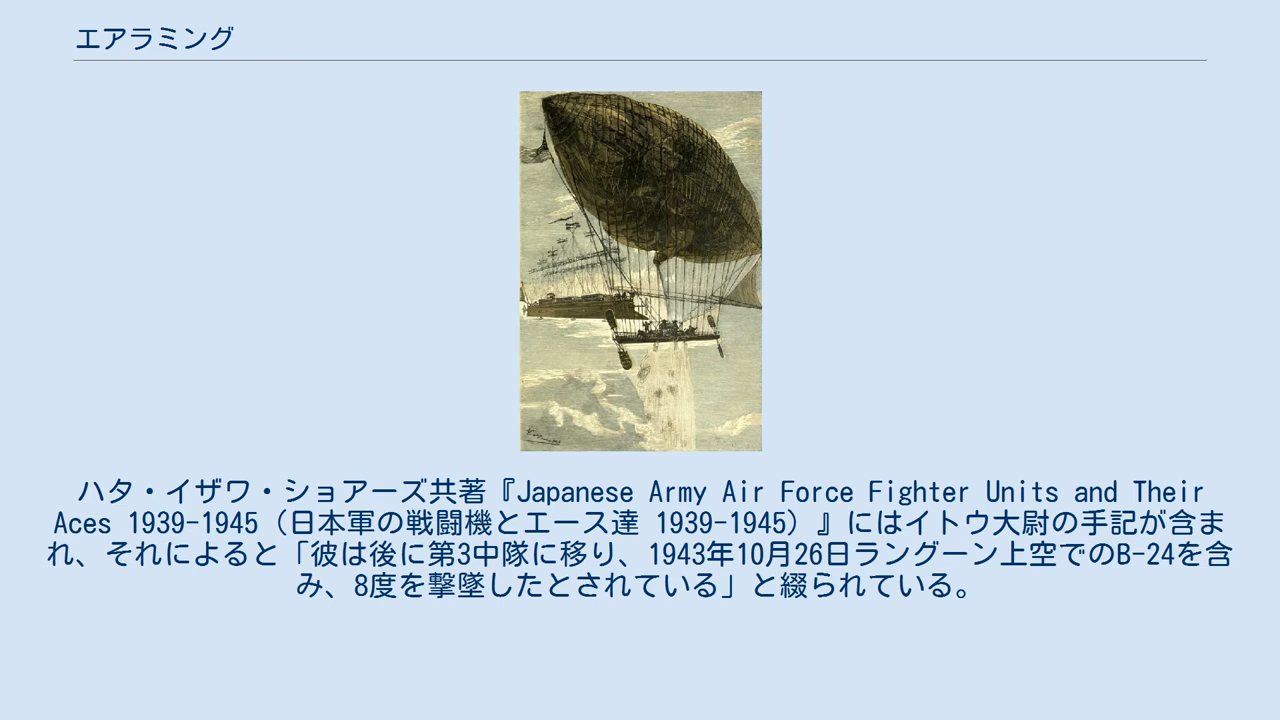 エアラミング
ハタ・イザワ・ショアーズ共著『Japanese Army Air Force Fighter Units and Their
Aces 1939-1945（日本軍の戦闘機とエース達 1939-1945）』にはイトウ大尉の手記が含ま
れ、それによると「彼は後に第3中隊に移り、1943年10月26日ラングーン上空でのB-24を含
み、8度を撃墜したとされている」と綴られている。